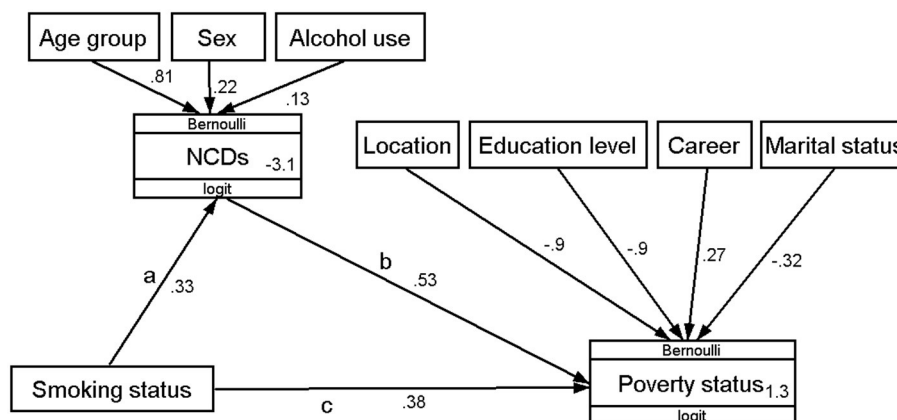 Age group
Sex
Alcohol use
.81
.22
.13
Bernoulli
NCDs
-3.1
logit
Location
Education level
Career
Marital status
a
.33
b
.53
-.9
-.9
.27
-.32
Smoking status
c
.38
Bernoulli
Poverty status
1.3
logit